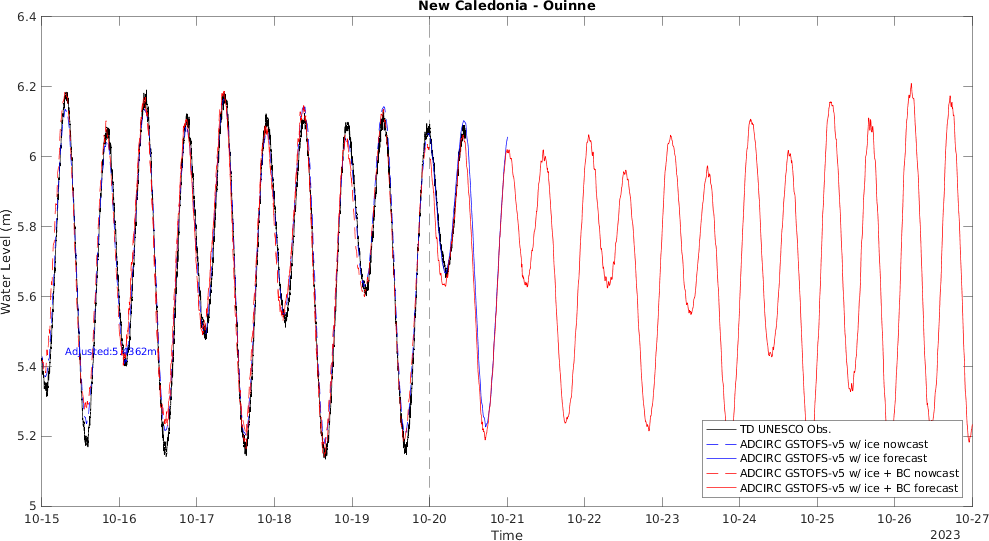 New Caledonia - Ouinne
6.4
6.2
6
5.8
5.6
5.4
5.2
5
Water Level (m)
10-15
10-16
10-17
10-18
10-19
10-20
10-21
10-22
10-23
10-24
10-25
10-26
10-27
Time
2023
TD UNESCO Obs.
ADCIRC GSTOFS-v5 w/ ice nowcast
ADCIRC GSTOFS-v5 w/ ice forecast
ADCIRC GSTOFS-v5 w/ ice + BC nowcast
ADCIRC GSTOFS-v5 w/ ice + BC forecast